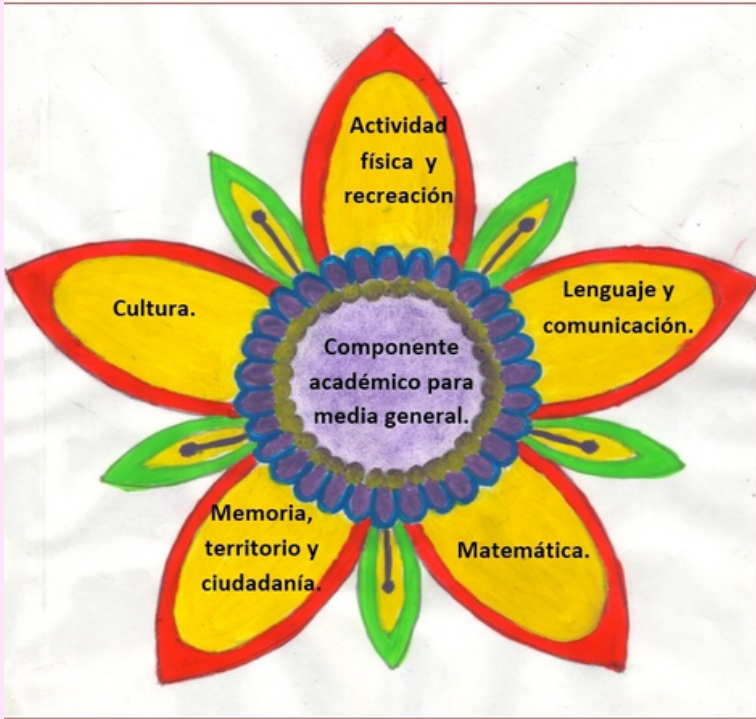 Actividad
física y
recreación
Lenguaje y
comunicación.
Cultura.
Componente
académico para
media general.
Memoria,
territorio y
ciudadanía.
Matemática.